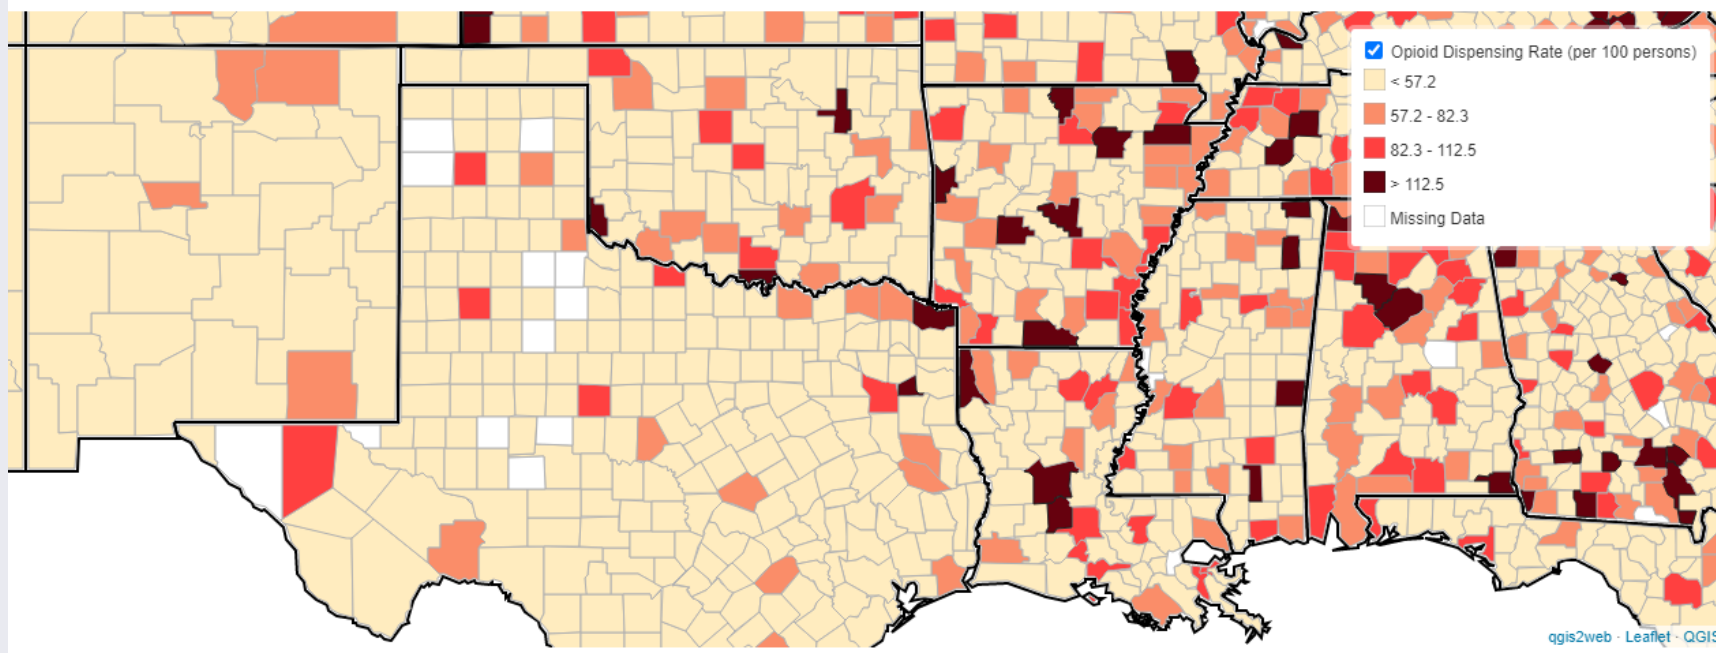 Opioid Dispensing Rate (per 100 persons)
< 57.2
57.2 - 82.3
82.3 - 112.5
> 112.5
Missing Data
qgis2web · Leaflet · QGIS